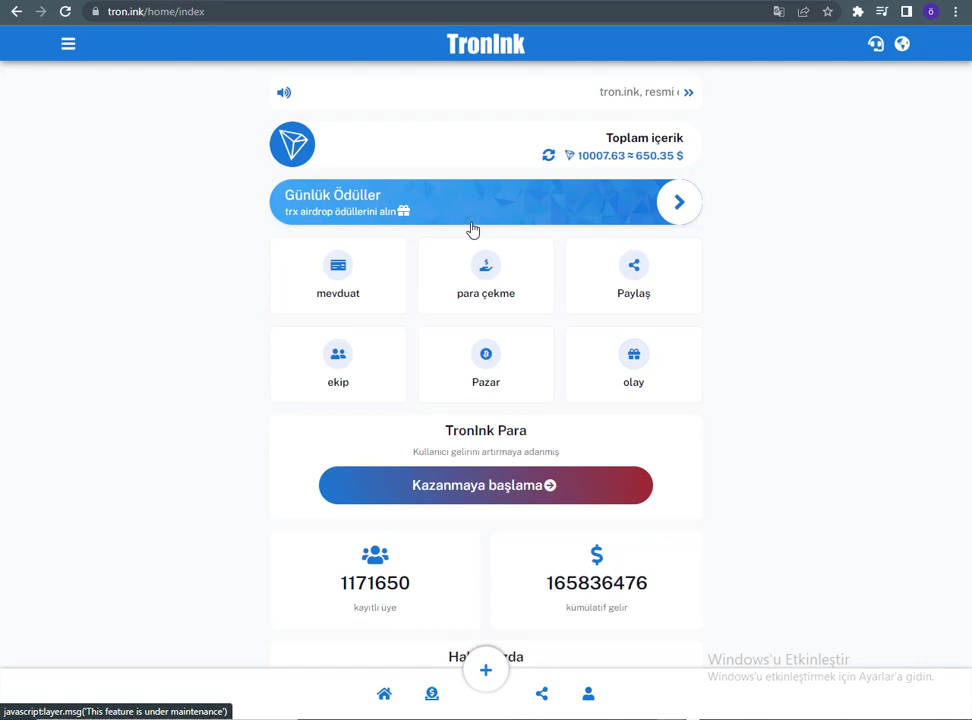 tron.ink/home/index
ö
TronInk
tron.ink, resmi
Toplam içerik
10007.63 ≈ 650.35 $
Günlük Ödüller
trx airdrop ödüllerini alın
mevduat
para çekme
Paylaş
ekip
Pazar
olay
TronInk Para
Kullanıcı gelirini artırmaya adanmış
Kazanmaya başlama
1171650
165836476
kayıtlı üye
kümülatif gelir
Windows'u Etkinleştir
Windows'u etkinleştirmek için Ayarlar'a gidin.
javascript:layer.msg('This feature is under maintenance')